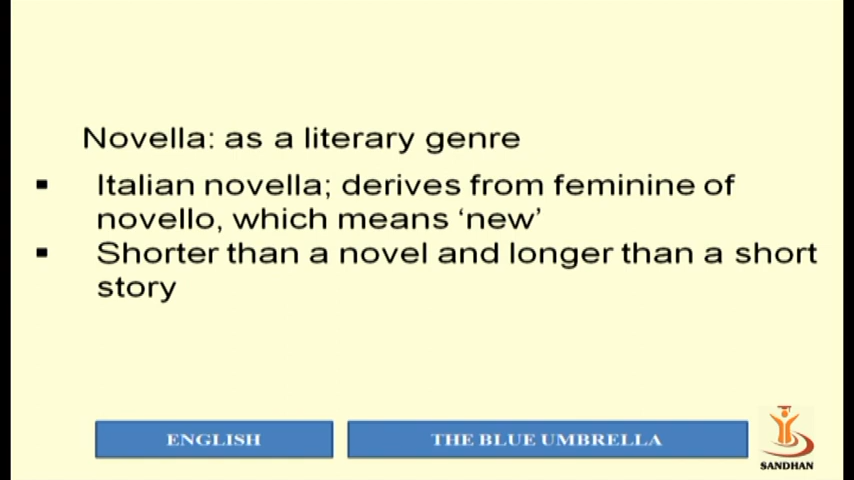 Novella: as a literary genre
Italian novella; derives from feminine of
novello, which means ‘new’
Shorter than a novel and longer than a short
story
ENGLISH
THE BLUE UMBRELLA
SANDHAN